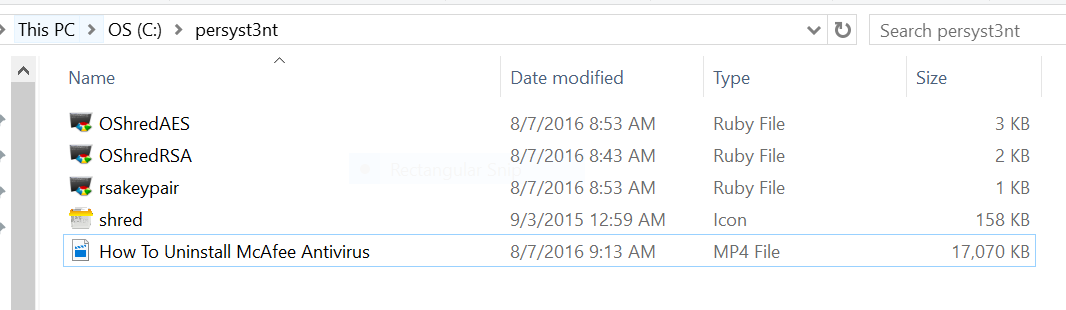 This PC > OS (C:) > persyst3nt Search persyst3nt
Name Date modified Type Size
OShredAES 8/7/2016 8:53 AM Ruby File 3 KB
OShredRSA 8/7/2016 8:43 AM Ruby File 2 KB
Rectangular Snip
rsakeypair 8/7/2016 8:53 AM Ruby File 1 KB
shred 9/3/2015 12:59 AM Icon 158 KB
How To Uninstall McAfee Antivirus 8/7/2016 9:13 AM MP4 File 17,070 KB